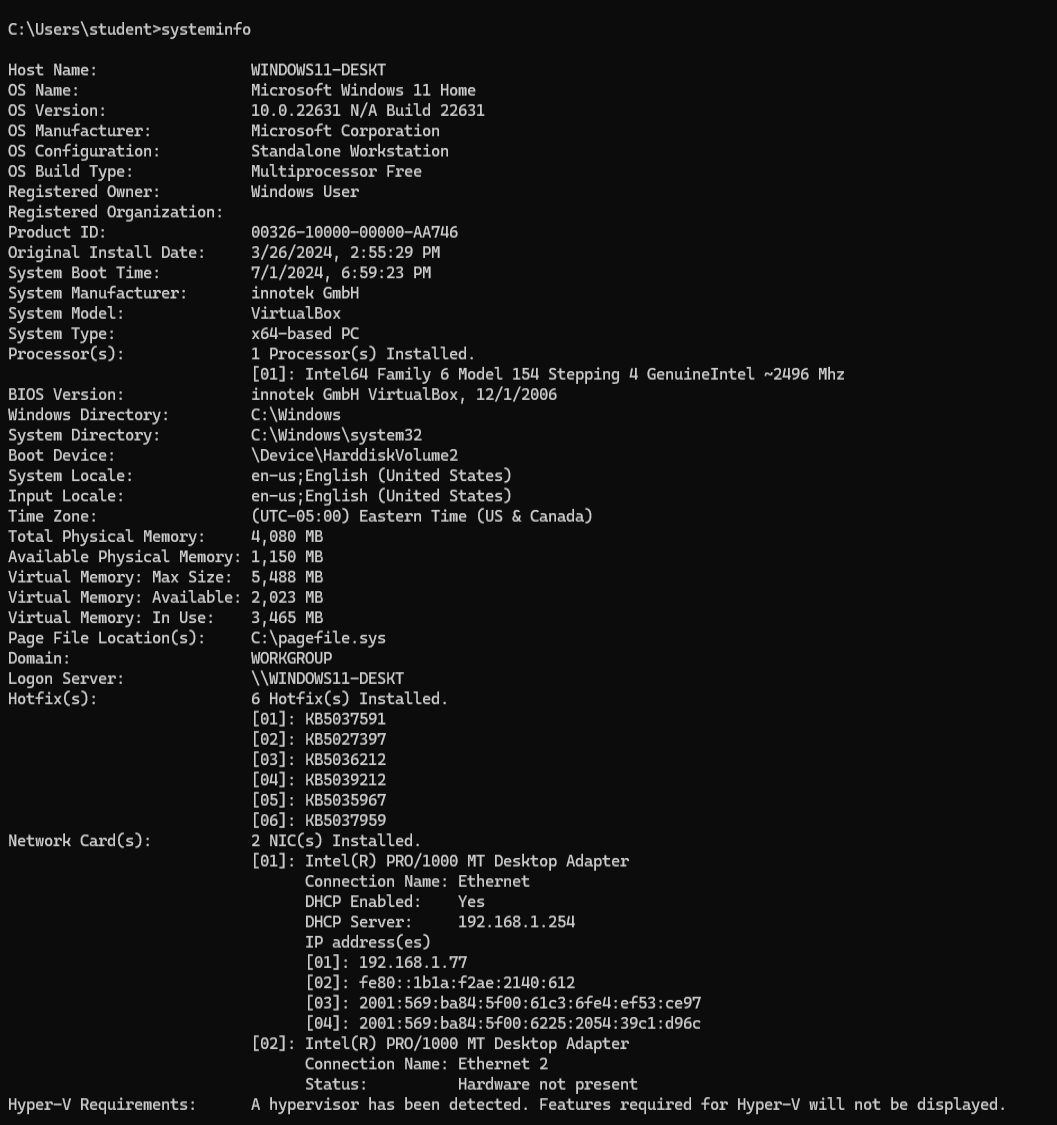 C:\Users\student>systeminfo
Host Name: WINDOWS11-DESKT
OS Name: Microsoft Windows 11 Home
OS Version: 10.0.22631 N/A Build 22631
OS Manufacturer: Microsoft Corporation
OS Configuration: Standalone Workstation
OS Build Type: Multiprocessor Free
Registered Owner: Windows User
Registered Organization:
Product ID: 00326-10000-00000-AA746
Original Install Date: 3/26/2024, 2:55:29 PM
System Boot Time: 7/1/2024, 6:59:23 PM
System Manufacturer: innotek GmbH
System Model: VirtualBox
System Type: x64-based PC
Processor(s): 1 Processor(s) Installed.
[01]: Intel64 Family 6 Model 154 Stepping 4 GenuineIntel ~2496 Mhz
BIOS Version: innotek GmbH VirtualBox, 12/1/2006
Windows Directory: C:\Windows
System Directory: C:\Windows\system32
Boot Device: \Device\HarddiskVolume2
System Locale: en-us;English (United States)
Input Locale: en-us;English (United States)
Time Zone: (UTC-05:00) Eastern Time (US & Canada)
Total Physical Memory: 4,080 MB
Available Physical Memory: 1,150 MB
Virtual Memory: Max Size: 5,488 MB
Virtual Memory: Available: 2,023 MB
Virtual Memory: In Use: 3,465 MB
Page File Location(s): C:\pagefile.sys
Domain: WORKGROUP
Logon Server: \\WINDOWS11-DESKT
Hotfix(s): 6 Hotfix(s) Installed.
[01]: KB5037591
[02]: KB5027397
[03]: KB5036212
[04]: KB5039212
[05]: KB5035967
[06]: KB5037959
Network Card(s): 2 NIC(s) Installed.
[01]: Intel(R) PRO/1000 MT Desktop Adapter
Connection Name: Ethernet
DHCP Enabled: Yes
DHCP Server: 192.168.1.254
IP address(es)
[01]: 192.168.1.77
[02]: fe80::1b1a:f2ae:2140:612
[03]: 2001:569:ba84:5f00:61c3:6fe4:ef53:ce97
[04]: 2001:569:ba84:5f00:6225:2054:39c1:d96c
[02]: Intel(R) PRO/1000 MT Desktop Adapter
Connection Name: Ethernet 2
Status: Hardware not present
Hyper-V Requirements: A hypervisor has been detected. Features required for Hyper-V will not be displayed.